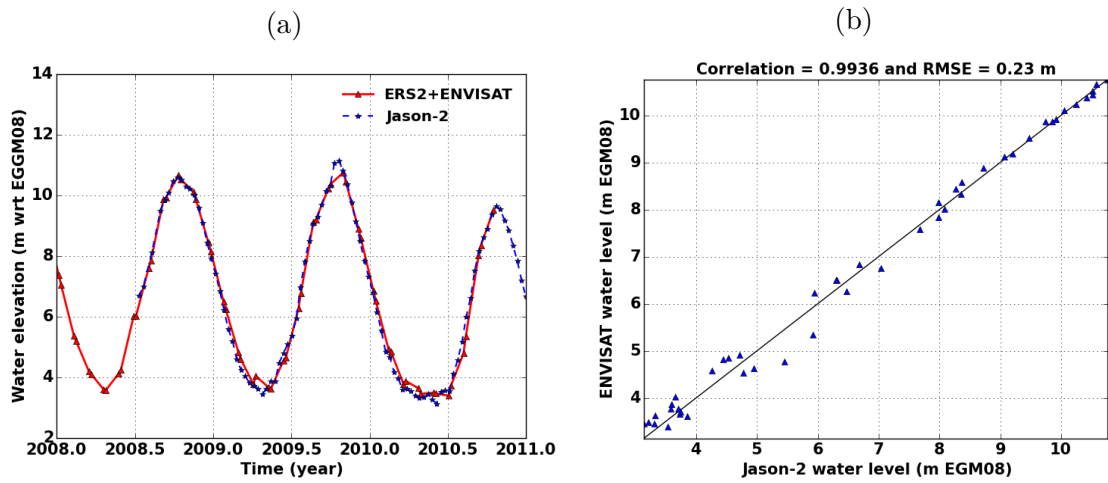 (a)
14
12
10
8
6
4
2
2008.0 2008.5 2009.0 2009.5 2010.0 2010.5 2011.0
Time (year)
Water elevation (m wrt EGGM08)
ERS2+ENVISAT
Jason-2
(b)
Correlation = 0.9936 and RMSE = 0.23 m
10
9
8
7
6
5
4
4 5 6 7 8 9 10
Jason-2 water level (m EGM08)
ENVISAT water level (m EGM08)